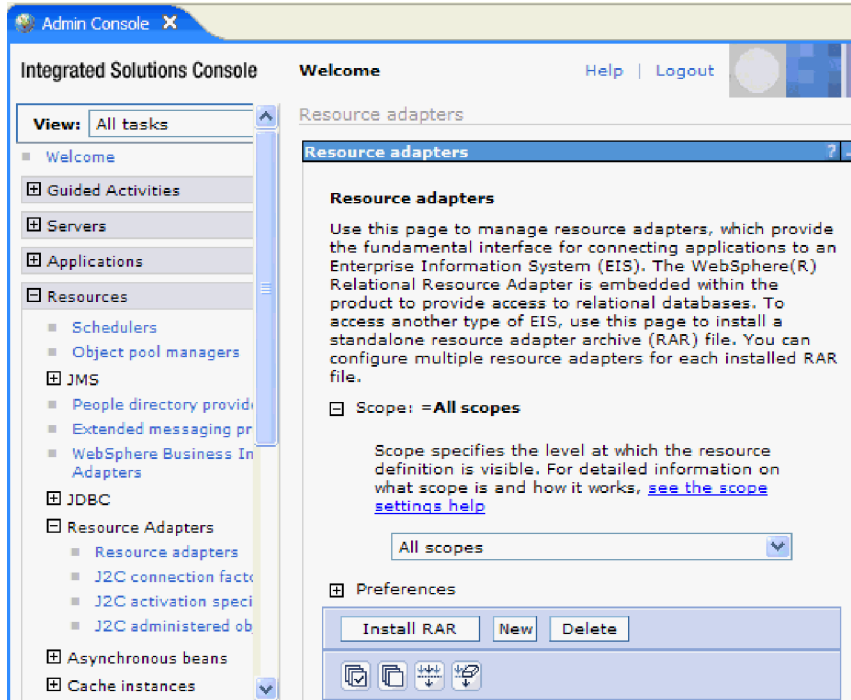 Admin Console
Integrated Solutions Console
Welcome
Help | Logout
View: All tasks
Welcome
Guided Activities
Servers
Applications
Resources
Schedulers
Object pool managers
JMS
People directory provid
Extended messaging pr
WebSphere Business In
Adapters
JDBC
Resource Adapters
Resource adapters
J2C connection facto
J2C activation speci
J2C administered ob
Asynchronous beans
Cache instances
Resource adapters
Resource adapters ? -
Resource adapters
Use this page to manage resource adapters, which provide
the fundamental interface for connecting applications to an
Enterprise Information System (EIS). The WebSphere(R)
Relational Resource Adapter is embedded within the
product to provide access to relational databases. To
access another type of EIS, use this page to install a
standalone resource adapter archive (RAR) file. You can
configure multiple resource adapters for each installed RAR
file.
Scope: =All scopes
Scope specifies the level at which the resource
definition is visible. For detailed information on
what scope is and how it works, see the scope
settings help
All scopes
Preferences
Install RAR New Delete